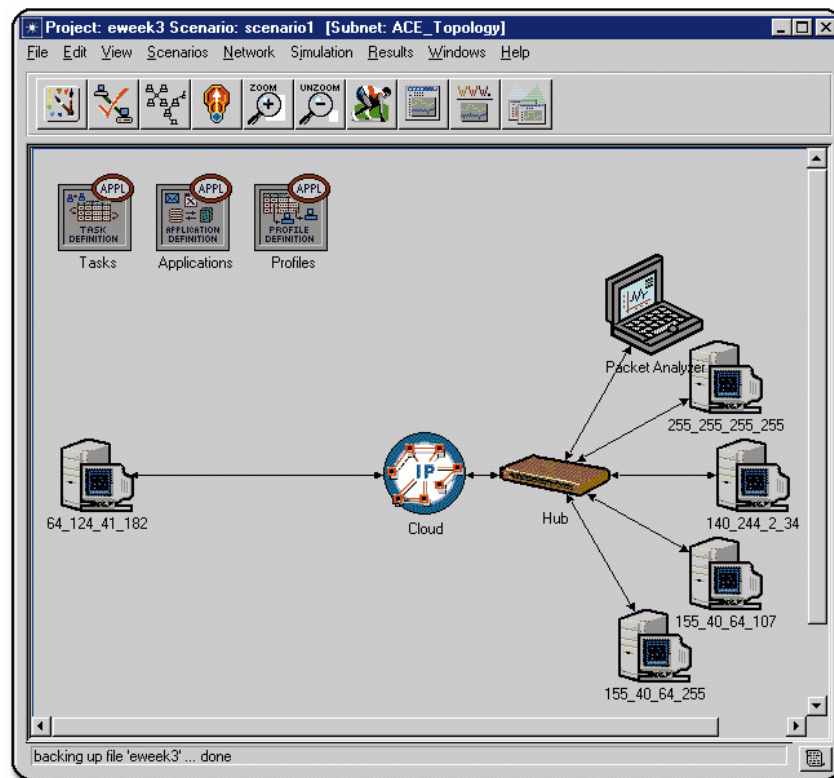 Project: eweek3 Scenario: scenario1 [Subnet: ACE_Topology]
File Edit View Scenarios Network Simulation Results Windows Help
ZOOM UNZOOM
APPL APPL APPL
TASK DEFINITION
APPLICATION DEFINITION
PROFILE DEFINITION
Tasks Applications Profiles
Packet Analyzer
255_255_255_255
IP
64_124_41_182
Cloud
Hub
140_244_2_34
155_40_64_107
155_40_64_255
backing up file 'eweek3' ... done